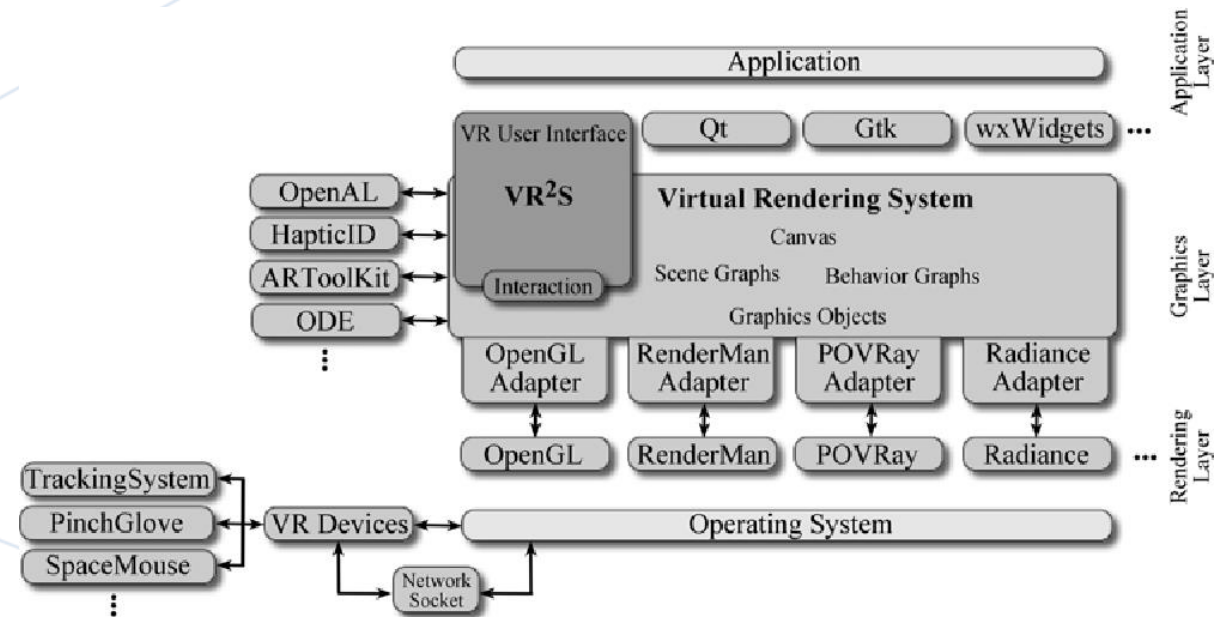 Application
Application
Layer
VR User Interface
Qt
Gtk
wxWidgets
...
OpenAL
VR²S
Virtual Rendering System
HapticID
Canvas
ARToolKit
Interaction
Scene Graphs
Behavior Graphs
Graphics
Layer
ODE
Graphics Objects
...
OpenGL
Adapter
RenderMan
Adapter
POVRay
Adapter
Radiance
Adapter
OpenGL
RenderMan
POVRay
Radiance
...
Rendering
Layer
TrackingSystem
PinchGlove
VR Devices
Operating System
SpaceMouse
...
Network
Socket